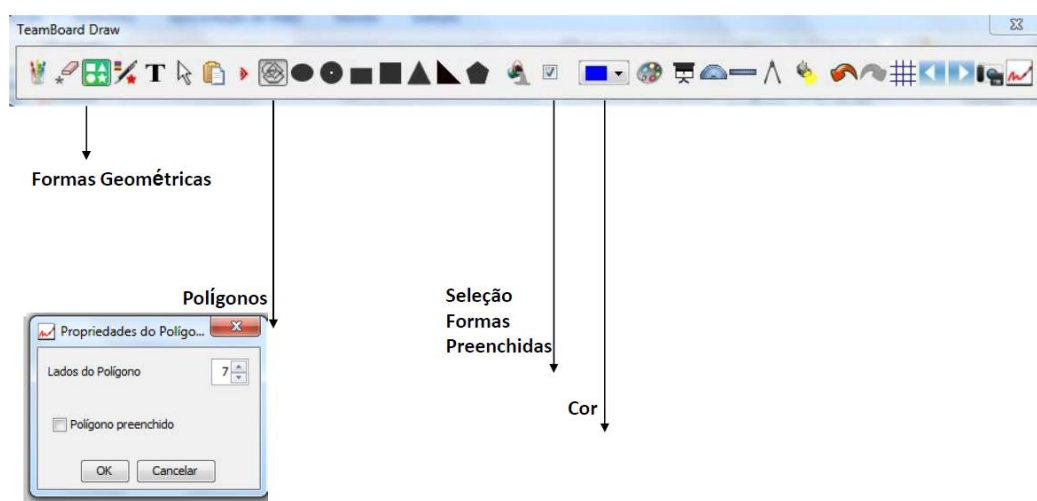 TeamBoard Draw
T
Formas Geométricas
Polígonos
Seleção
Formas
Preenchidas
Propriedades do Polígo...
Lados do Polígono 7
Polígono preenchido
OK Cancelar
Cor